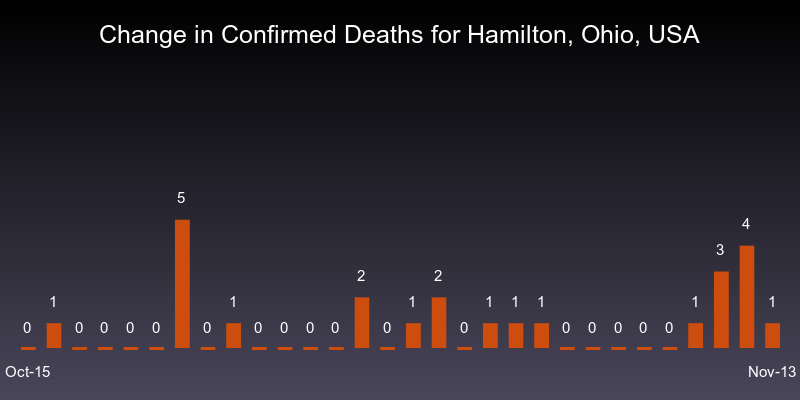 Change in Confirmed Deaths for Hamilton, Ohio, USA
0 1 0 0 0 0 5 0 1 0 0 0 0 2 0 1 2 0 1 1 1 0 0 0 0 0 1 3 4 1
Oct-15 Nov-13